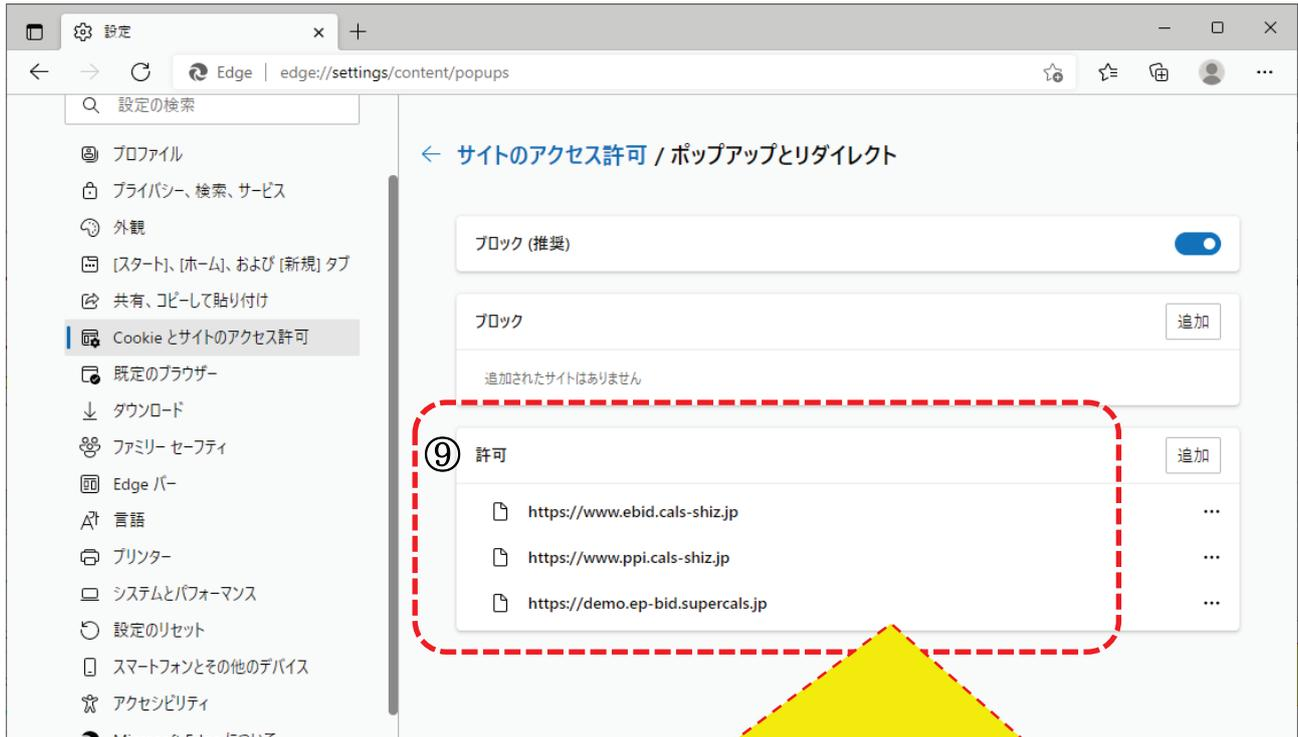 設定
Edge
edge://settings/content/popups
設定の検索
プロファイル
プライバシー、検索、サービス
外観
[スタート]、[ホーム]、および [新規] タブ
共有、コピーして貼り付け
Cookie とサイトのアクセス許可
既定のブラウザー
ダウンロード
ファミリー セーフティ
Edge バー
言語
プリンター
システムとパフォーマンス
設定のリセット
スマートフォンとその他のデバイス
アクセシビリティ
Microsoft Edge について
サイトのアクセス許可 / ポップアップとリダイレクト
ブロック (推奨)
ブロック
追加
追加されたサイトはありません
⑨ 許可
追加
https://www.ebid.cals-shiz.jp
https://www.ppi.cals-shiz.jp
https://demo.ep-bid.supercals.jp